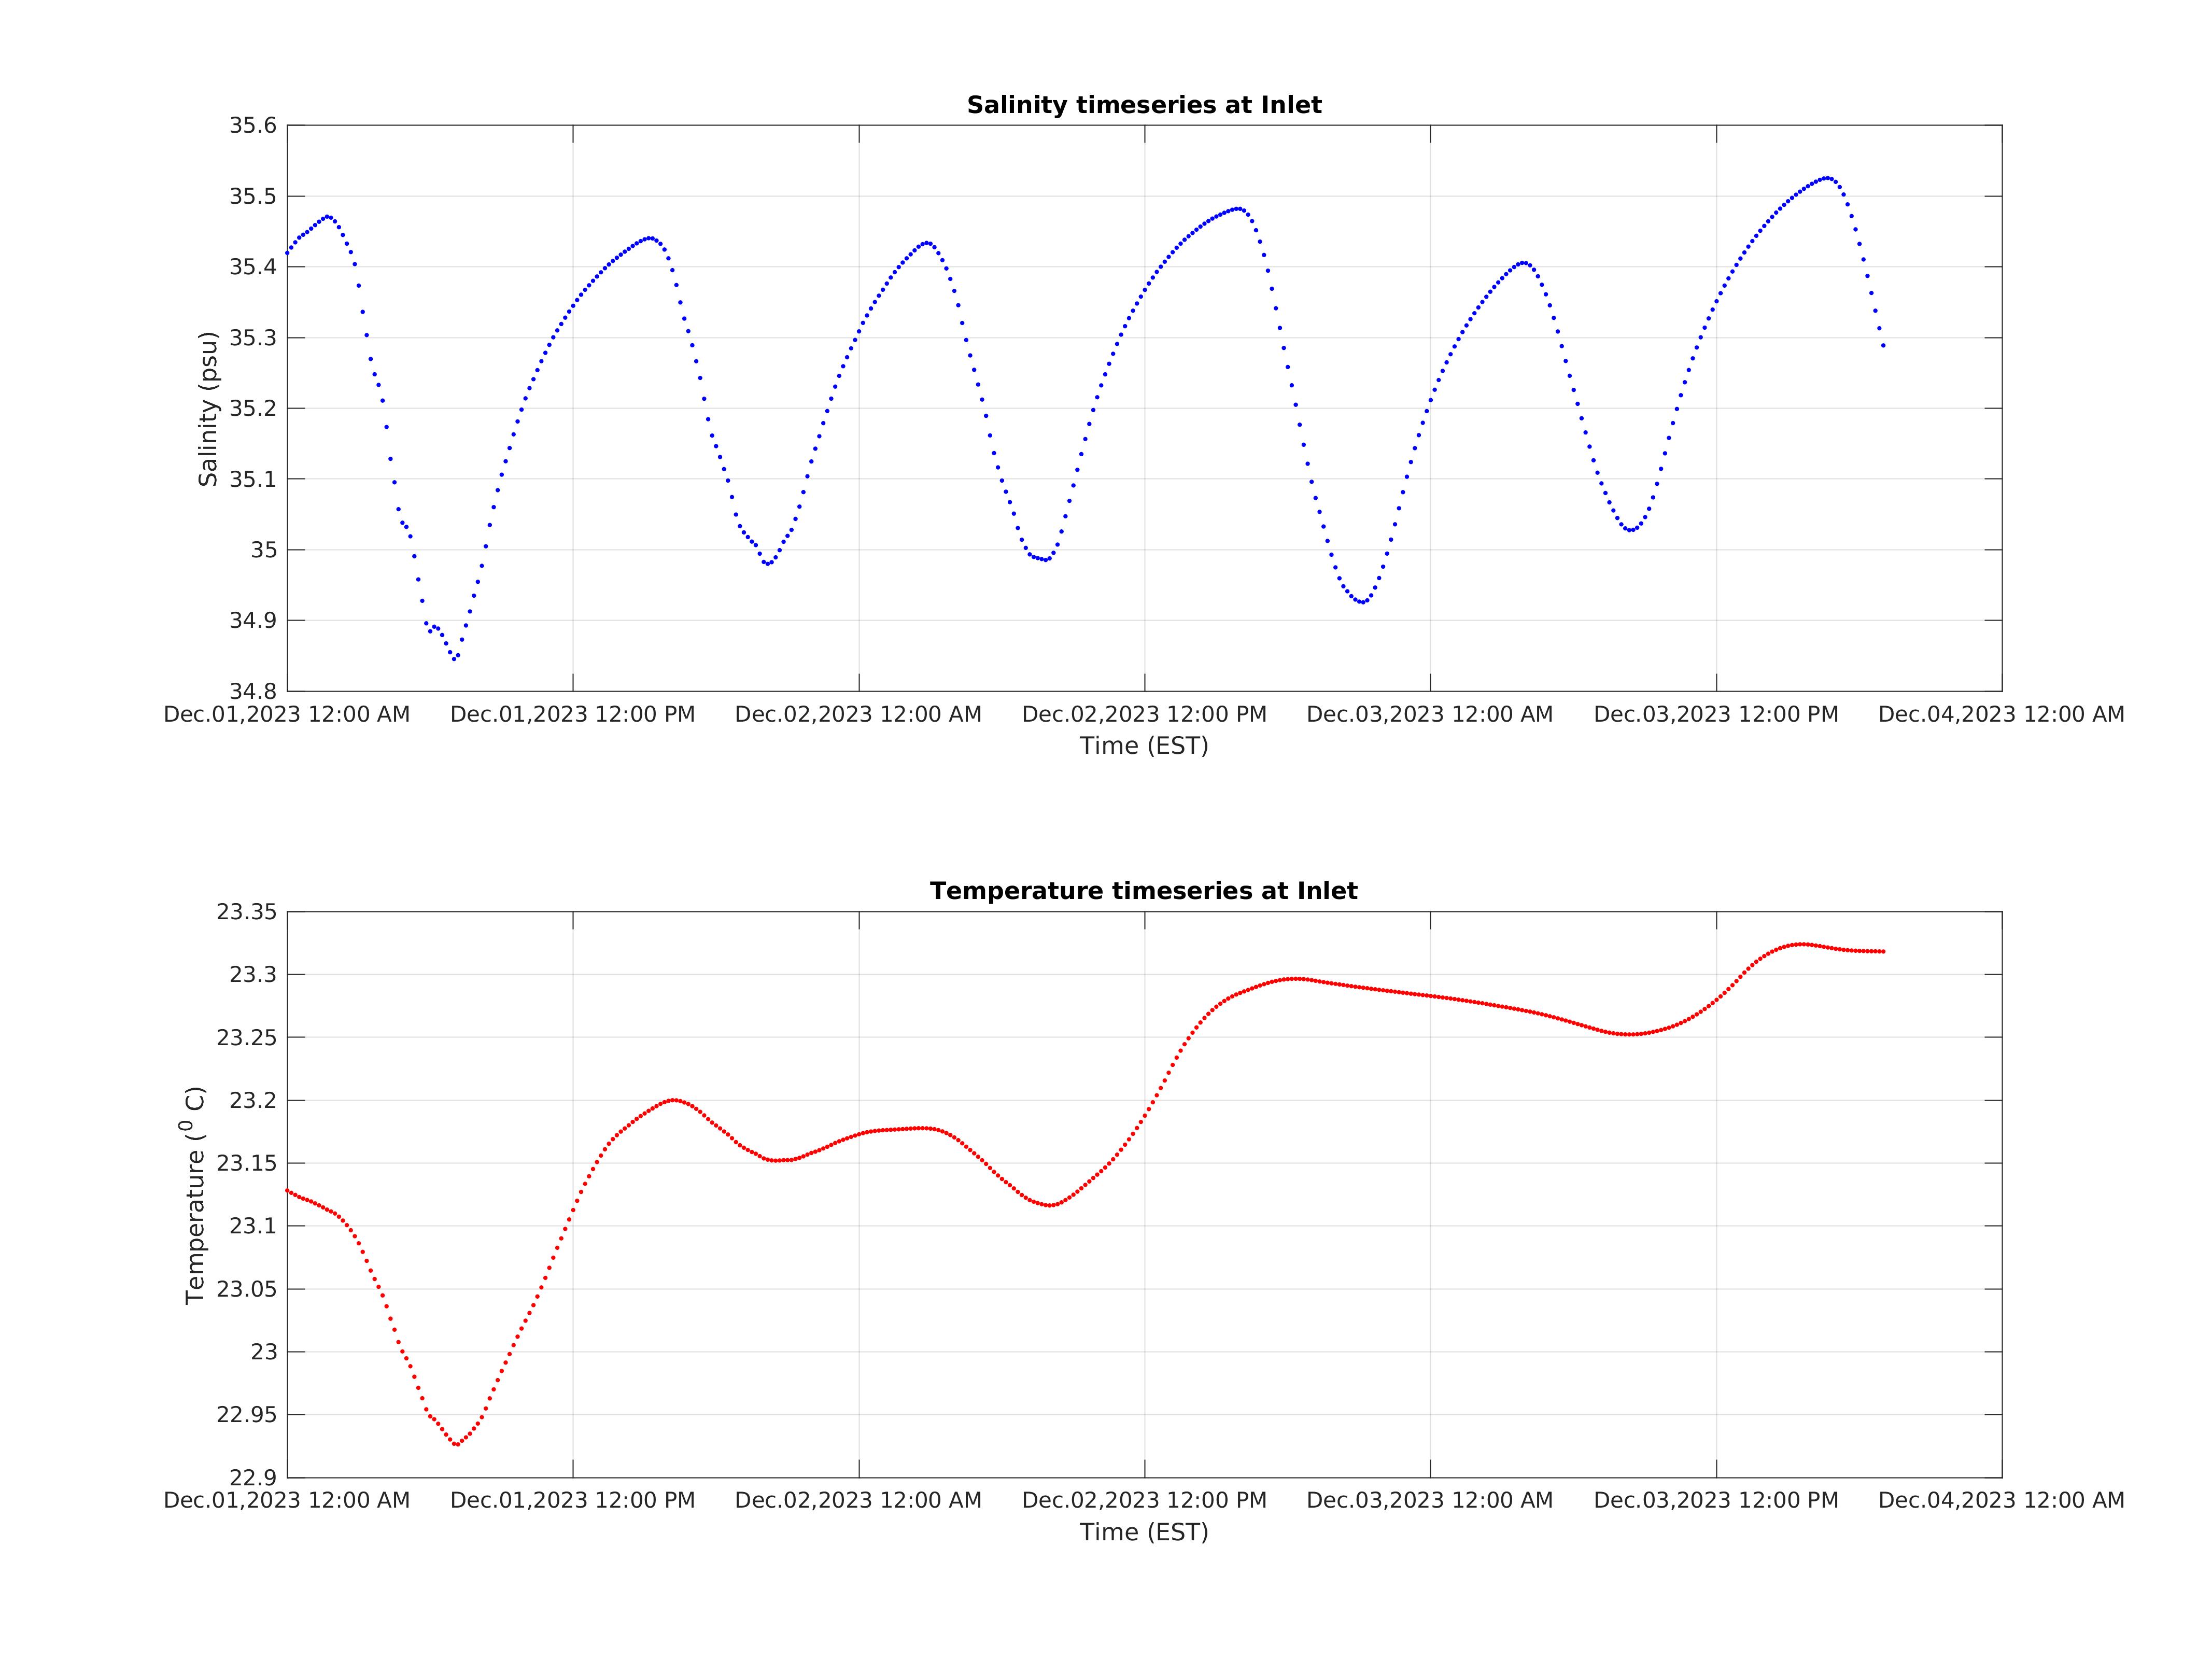 Salinity timeseries at Inlet
35.6
35.5
35.4
35.3
35.2
35.1
35
34.9
34.8
Salinity (psu)
Dec.01,2023 12:00 AM Dec.01,2023 12:00 PM Dec.02,2023 12:00 AM Dec.02,2023 12:00 PM Dec.03,2023 12:00 AM Dec.03,2023 12:00 PM Dec.04,2023 12:00 AM
Time (EST)
Temperature timeseries at Inlet
23.35
23.3
23.25
23.2
23.15
23.1
23.05
23
22.95
22.9
Temperature (⁰ C)
Dec.01,2023 12:00 AM Dec.01,2023 12:00 PM Dec.02,2023 12:00 AM Dec.02,2023 12:00 PM Dec.03,2023 12:00 AM Dec.03,2023 12:00 PM Dec.04,2023 12:00 AM
Time (EST)